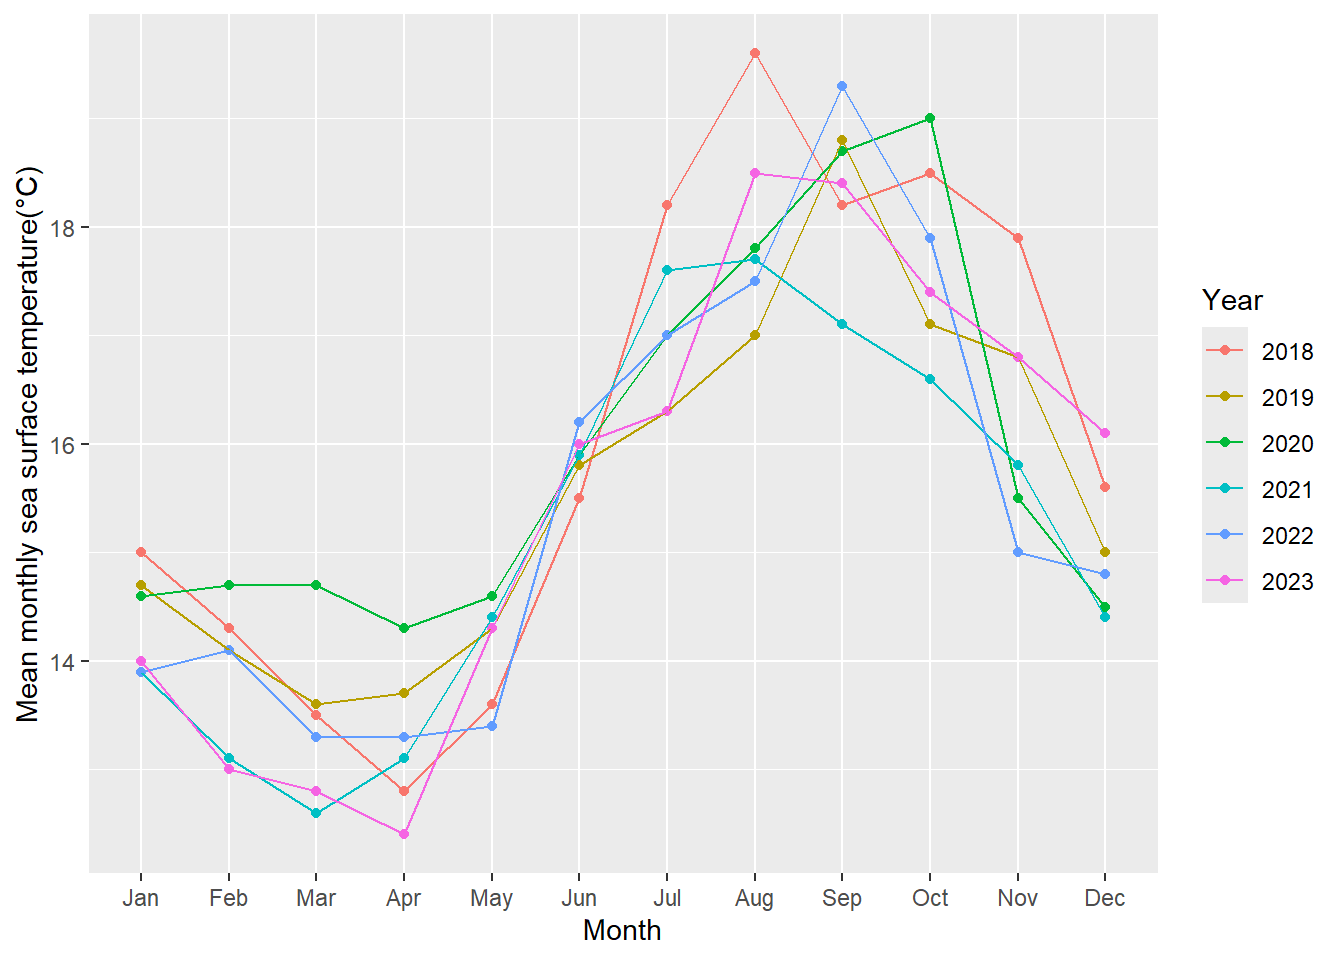 Mean monthly sea surface temperature(°C)
18
16
14
Jan Feb Mar Apr May Jun Jul Aug Sep Oct Nov Dec
Month
Year
2018
2019
2020
2021
2022
2023